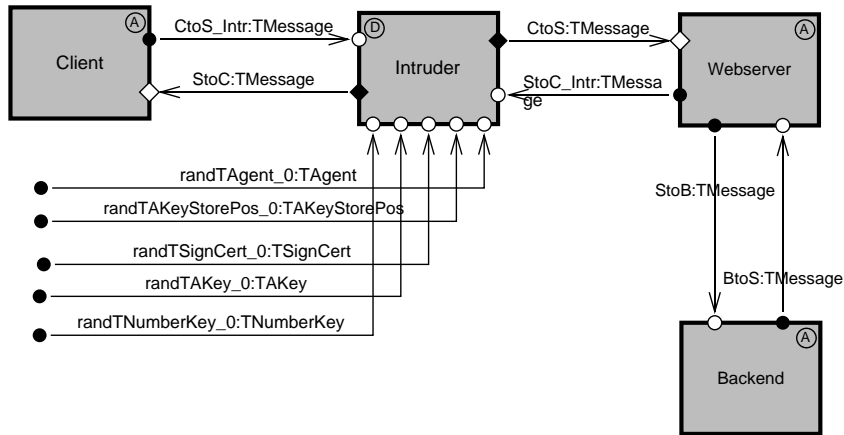 A
CtoS_Intr:TMessage
D
CtoS:TMessage
A
Client
Intruder
Webserver
StoC:TMessage
StoC_Intr:TMessa
ge
randTAgent_0:TAgent
StoB:TMessage
randTAKeyStorePos_0:TAKeyStorePos
randTSignCert_0:TSignCert
randTAKey_0:TAKey
BtoS:TMessage
randTNumberKey_0:TNumberKey
A
Backend